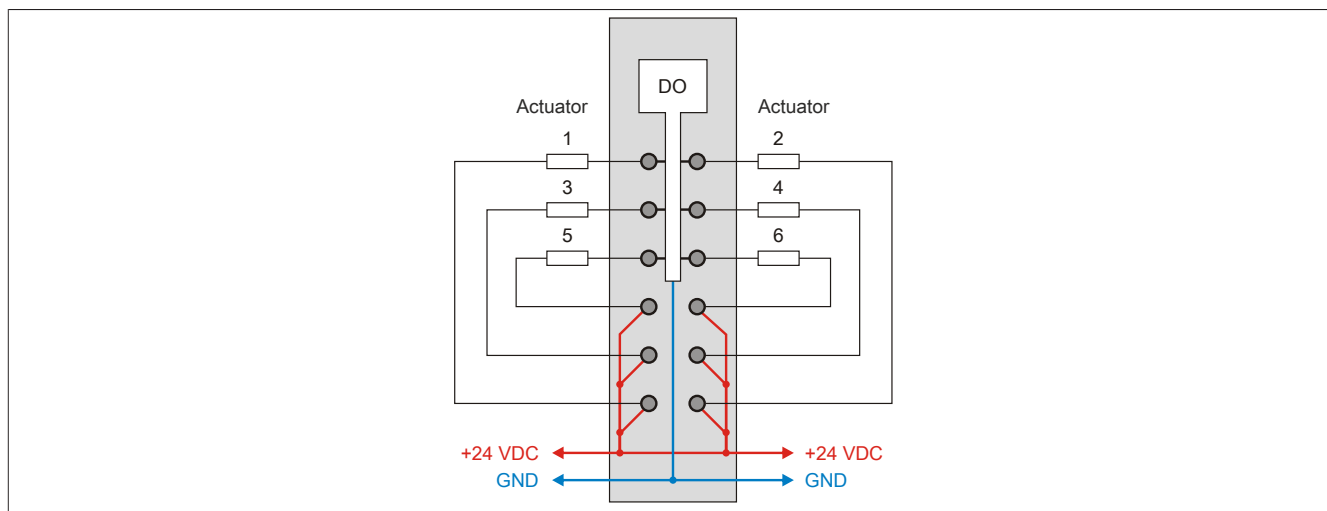 DO
Actuator Actuator
1 2
3 4
5 6
+24 VDC +24 VDC
GND GND